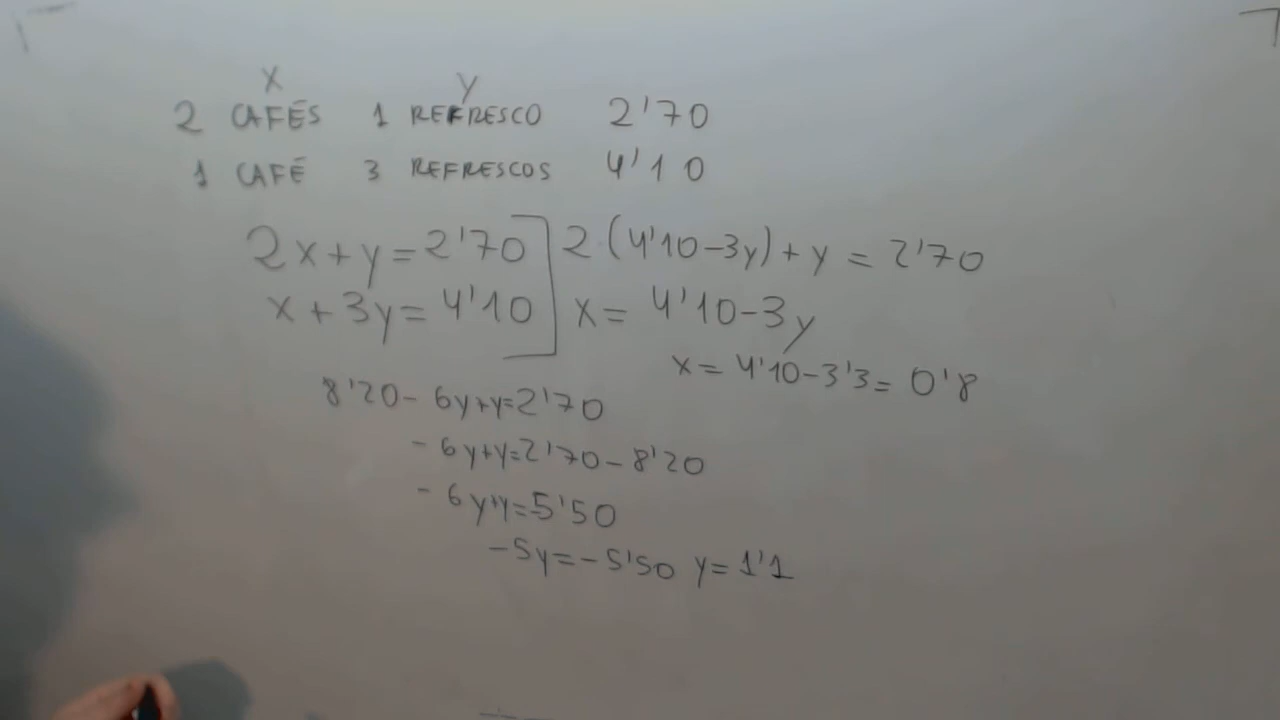 x y
2 CAFÉS 1 REFRESCO 2'70
1 CAFÉ 3 REFRESCOS 4'10
2x+y=2'70 2(4'10-3y)+y=2'70
x+3y=4'10 x=4'10-3y
x=4'10-3'3=0'8
8'20-6y+y=2'70
-6y+y=2'70-8'20
-6y+y=-5'50
-5y=-5'50 y=1'1